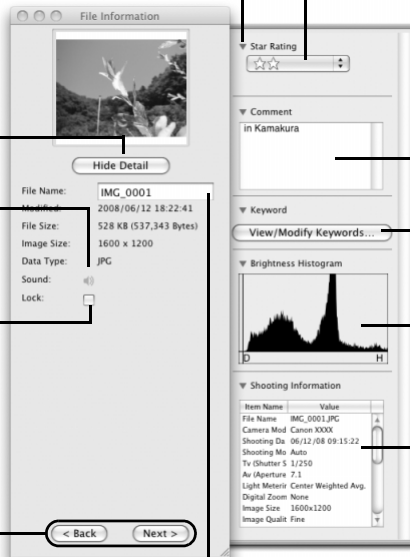 File Information
Hide Detail
File Name: IMG_0001
Modified: 2008/06/12 18:22:41
File Size: 528 KB (537,343 Bytes)
Image Size: 1600 x 1200
Data Type: JPG
Sound:
Lock:
< Back
Next >
Star Rating
Comment
in Kamakura
Keyword
View/Modify Keywords...
Brightness Histogram
D H
Shooting Information
Item Name Value
File Name IMG_0001.JPG
Camera Mod Canon XXXX
Shooting Da 06/12/08 09:15:22
Shooting Mo Auto
Tv (Shutter S 1/250
Av (Aperture 7.1
Light Meterir Center Weighted Avg.
Digital Zoom None
Image Size 1600x1200
Image Qualit Fine